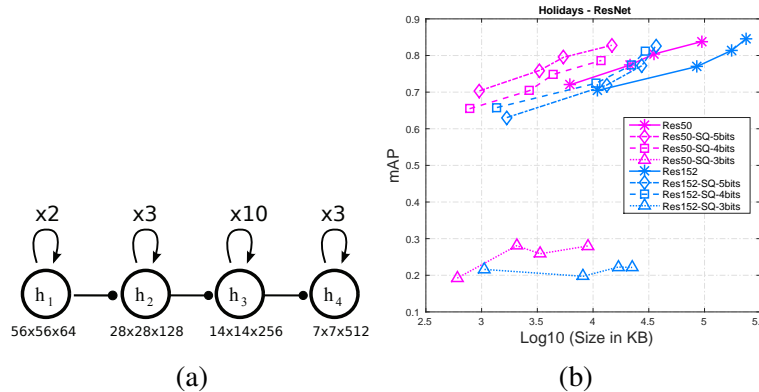 x2 x3 x10 x3
h1 h2 h3 h4
56x56x64 28x28x128 14x14x256 7x7x512
(a)
Holidays - ResNet
mAP
0.9
0.8
0.7
0.6
0.5
0.4
0.3
0.2
0.1
Res50
Res50-SQ-5bits
Res50-SQ-4bits
Res50-SQ-3bits
Res152
Res152-SQ-5bits
Res152-SQ-4bits
Res152-SQ-3bits
2.5 3 3.5 4 4.5 5 5.
Log10 (Size in KB)
(b)